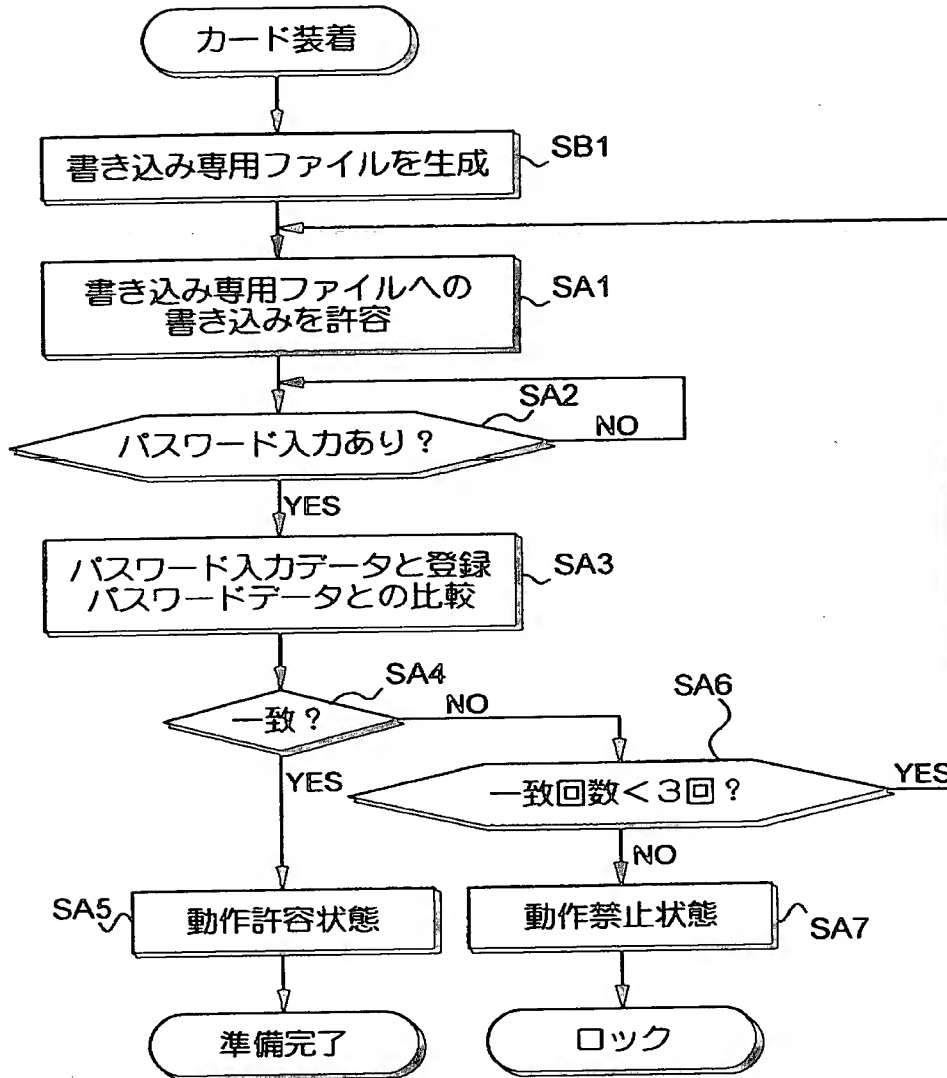 カード装着
書き込み専用ファイルを生成
SB1
書き込み専用ファイルへの
書き込みを許容
SA1
SA2
パスワード入力あり？
NO
YES
パスワード入力データと登録
パスワードデータとの比較
SA3
SA4
一致？
NO
YES
SA6
一致回数＜３回？
YES
NO
SA5
動作許容状態
動作禁止状態
SA7
準備完了
ロック